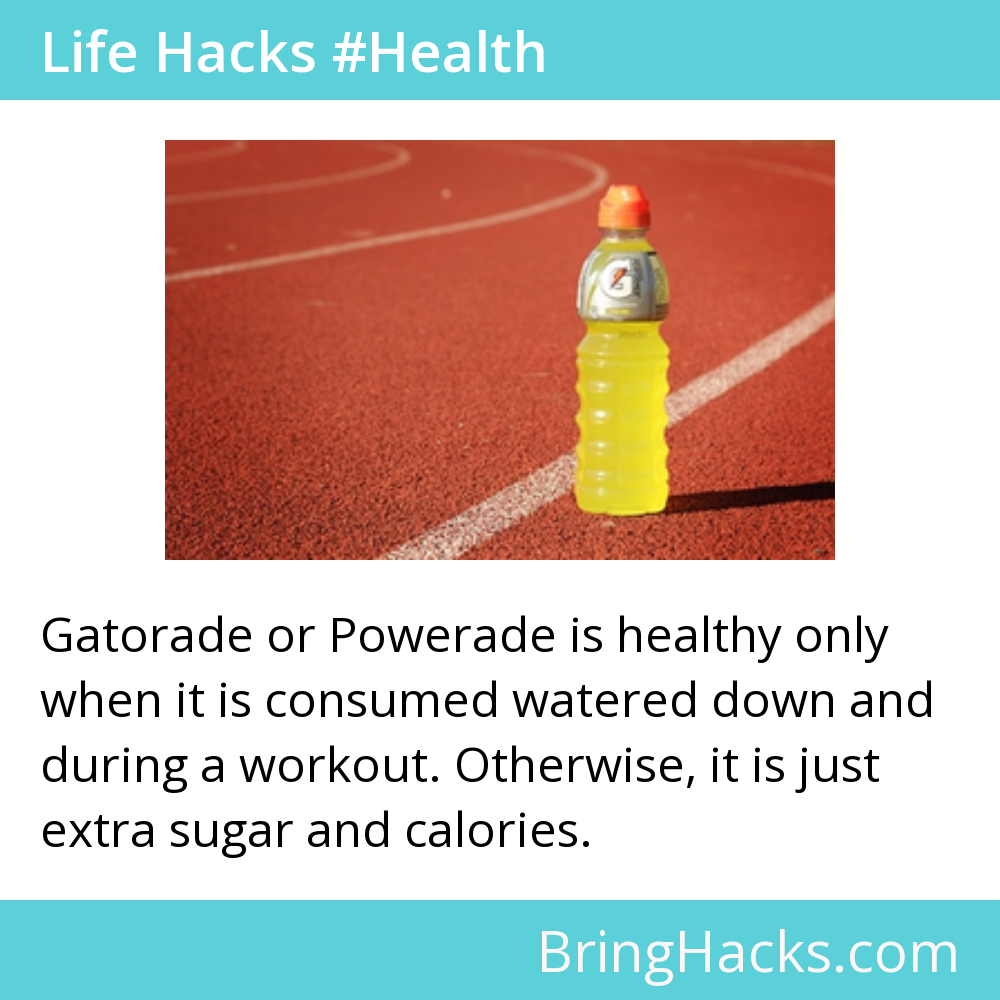 Life Hacks #Health
G
Gatorade or Powerade is healthy only
when it is consumed watered down and
during a workout. Otherwise, it is just
extra sugar and calories.
BringHacks.com